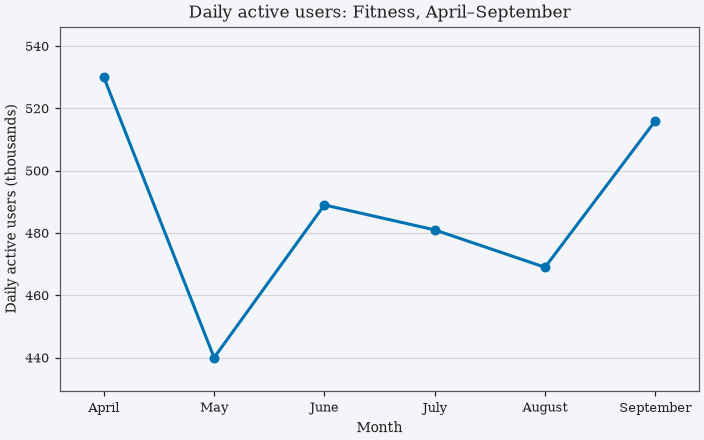 Daily active users: Fitness, April–September
Daily active users (thousands)
540
520
500
480
460
440
April May June July August September
Month